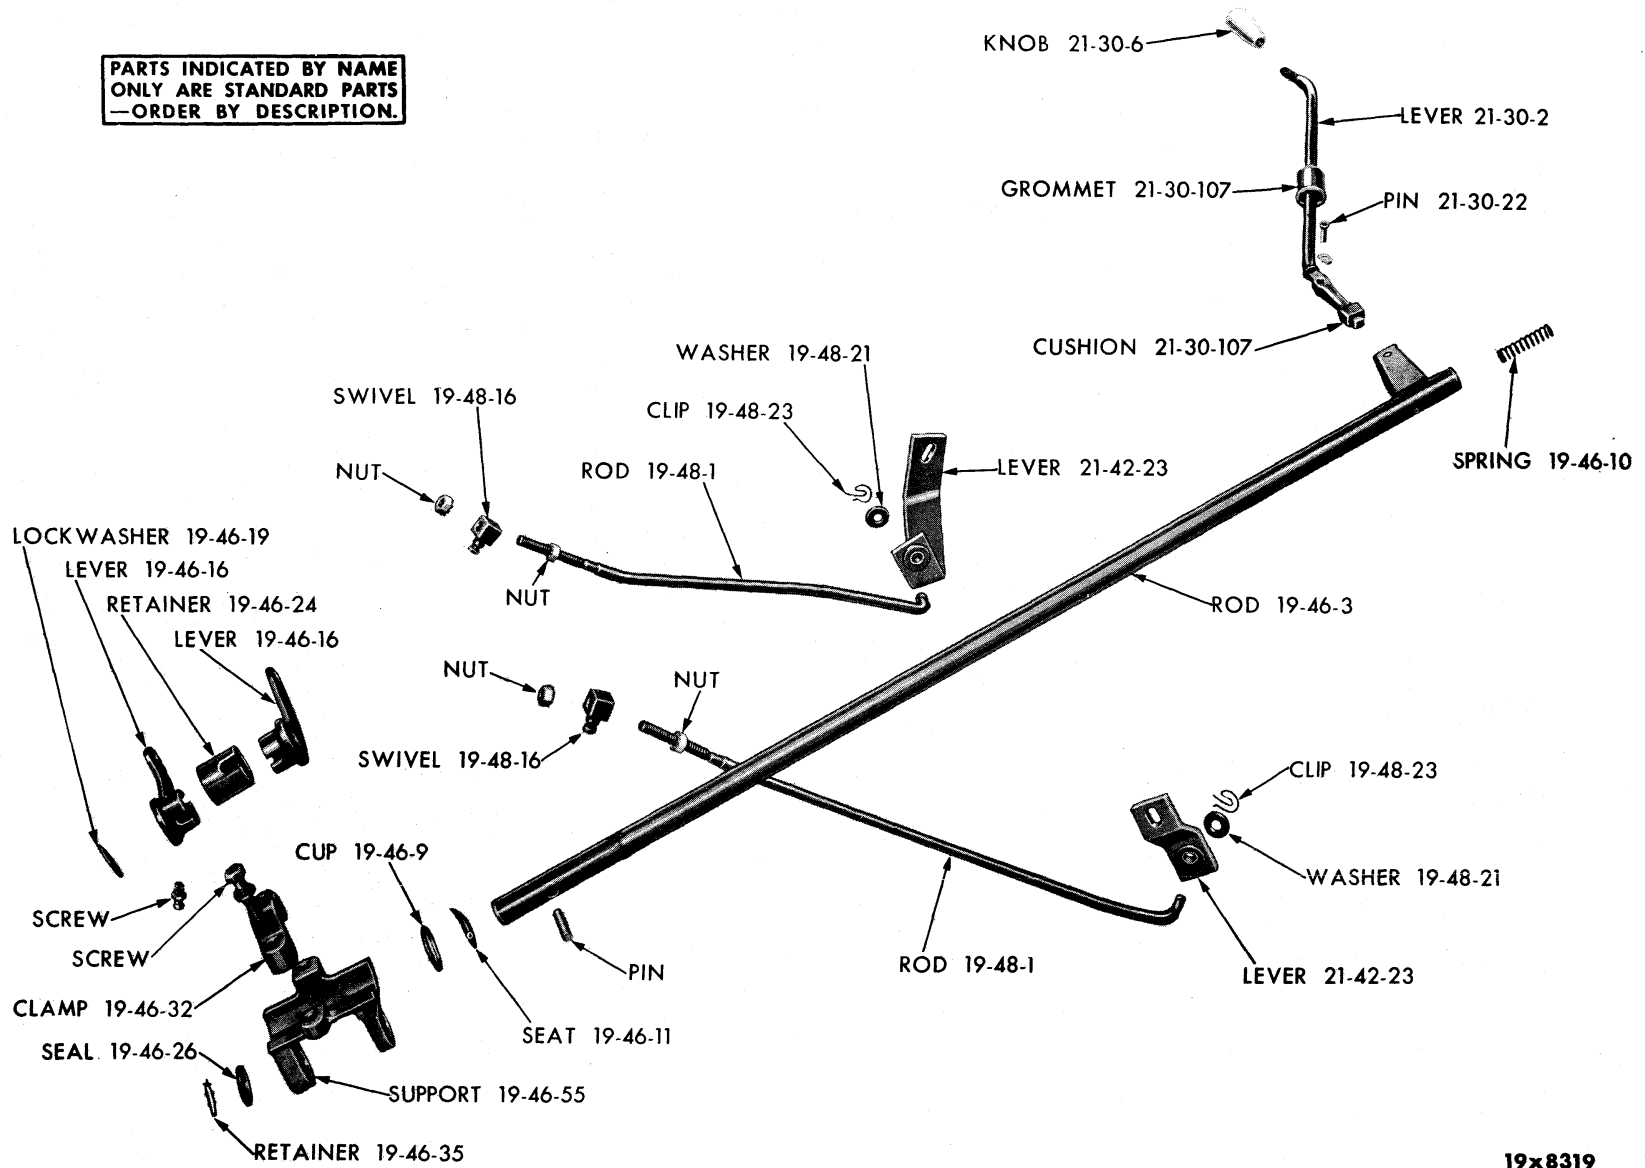 PARTS INDICATED BY NAME
ONLY ARE STANDARD PARTS
—ORDER BY DESCRIPTION.
KNOB 21-30-6
LEVER 21-30-2
GROMMET 21-30-107
PIN 21-30-22
CUSHION 21-30-107
WASHER 19-48-21
SWIVEL 19-48-16
CLIP 19-48-23
NUT
ROD 19-48-1
LEVER 21-42-23
SPRING 19-46-10
LOCKWASHER 19-46-19
LEVER 19-46-16
RETAINER 19-46-24
LEVER 19-46-16
NUT
ROD 19-46-3
NUT
NUT
SWIVEL 19-48-16
CLIP 19-48-23
CUP 19-46-9
WASHER 19-48-21
SCREW
SCREW
PIN
ROD 19-48-1
LEVER 21-42-23
CLAMP 19-46-32
SEAT 19-46-11
SEAL 19-46-26
SUPPORT 19-46-55
RETAINER 19-46-35
19x8319